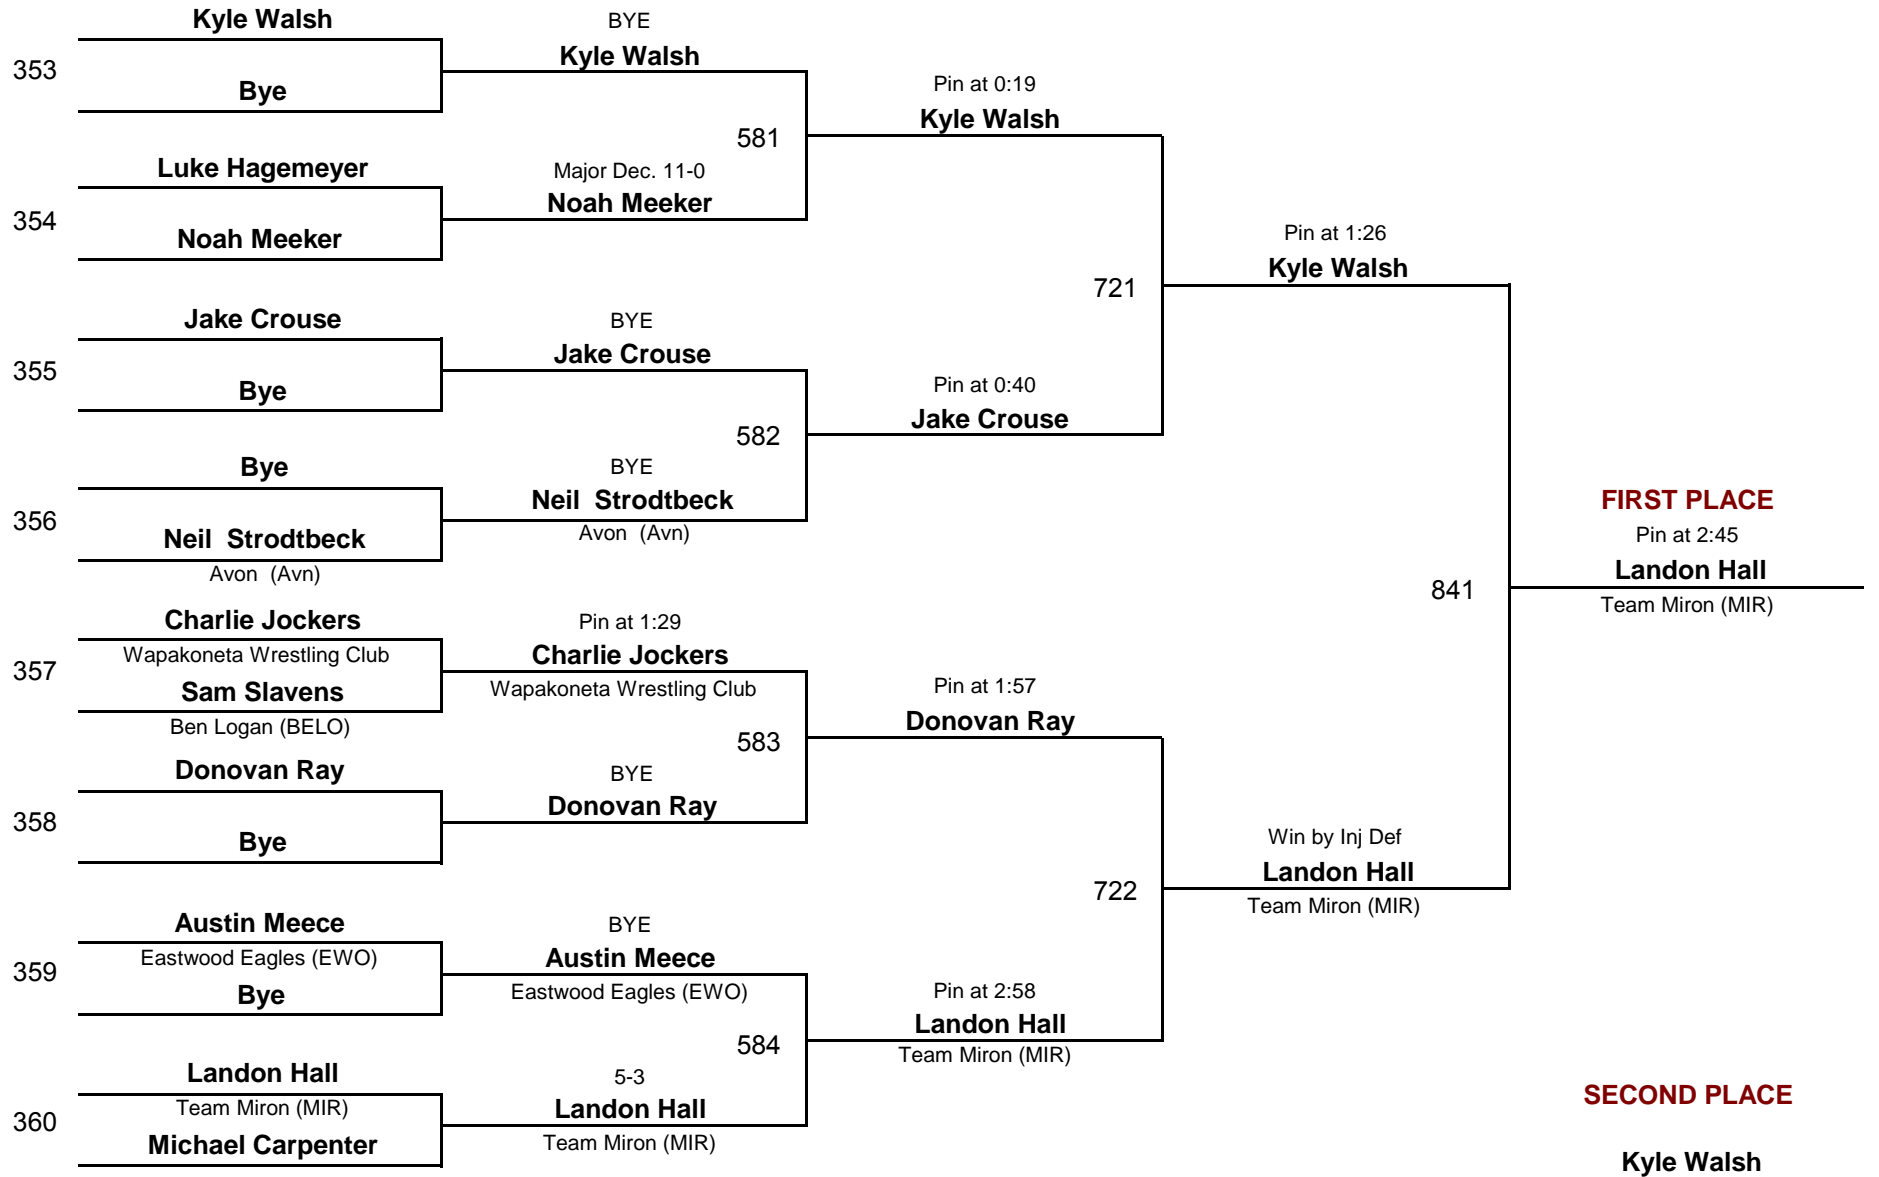 Kyle Walsh
353
Bye
Luke Hagemeyer
354
Noah Meeker
Jake Crouse
355
Bye
Bye
356
Neil  Strodtbeck
Avon  (Avn)
Charlie Jockers
Wapakoneta Wrestling Club
357
Sam Slavens
Ben Logan (BELO)
Donovan Ray
358
Bye
Austin Meece
Eastwood Eagles (EWO)
359
Bye
Landon Hall
Team Miron (MIR)
360
Michael Carpenter
BYE
Kyle Walsh
581
Major Dec. 11-0
Noah Meeker
BYE
Jake Crouse
582
BYE
Neil  Strodtbeck
Avon  (Avn)
Pin at 1:29
Charlie Jockers
Wapakoneta Wrestling Club
583
BYE
Donovan Ray
BYE
Austin Meece
Eastwood Eagles (EWO)
584
5-3
Landon Hall
Team Miron (MIR)
Pin at 0:19
Kyle Walsh
721
Pin at 0:40
Jake Crouse
Pin at 1:57
Donovan Ray
722
Pin at 2:58
Landon Hall
Team Miron (MIR)
Pin at 1:26
Kyle Walsh
841
Win by Inj Def
Landon Hall
Team Miron (MIR)
FIRST PLACE
Pin at 2:45
Landon Hall
Team Miron (MIR)
SECOND PLACE
Kyle Walsh